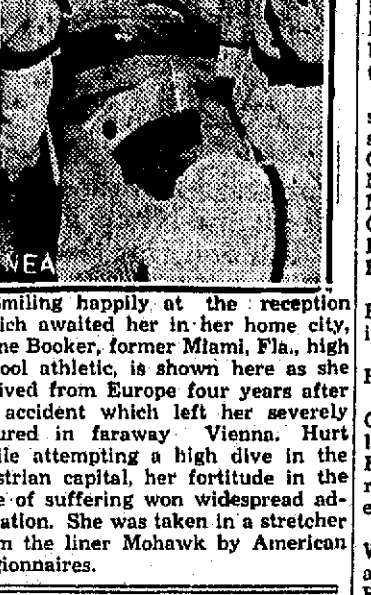 NEA
miling happily at the reception
ich awaited her in her home city,
ne Booker, former Miami, Fla., high
ool athletic, is shown here as she
ived from Europe four years after
accident which left her severely
ured in faraway Vienna. Hurt
ile attempting a high dive in the
strian capital, her fortitude in the
e of suffering won widespread ad-
ation. She was taken in a stretcher
m the liner Mohawk by American
gionnaires.